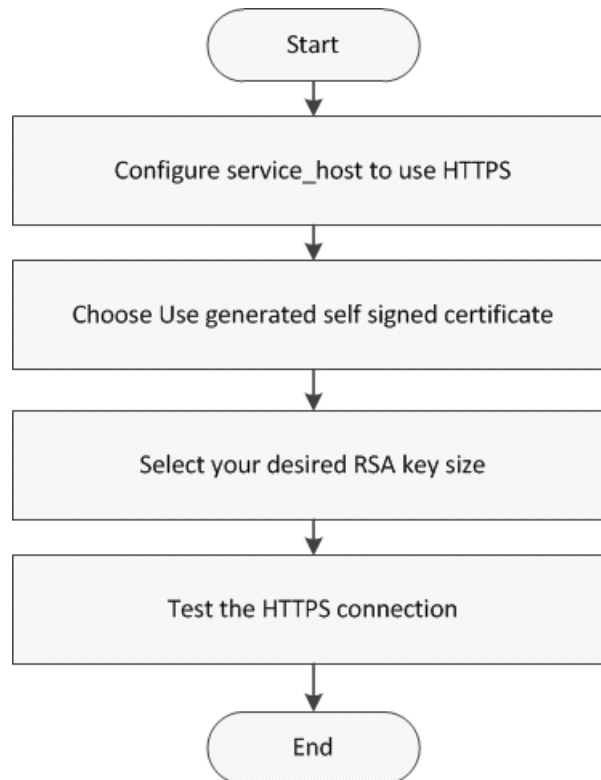 Start
Configure service_host to use HTTPS
Choose Use generated self signed certificate
Select your desired RSA key size
Test the HTTPS connection
End